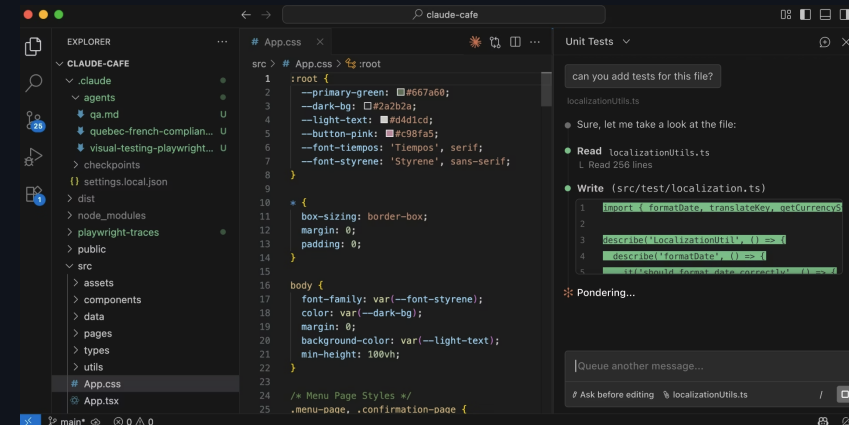 claude-cafe
EXPLORER
CLAUDE-CAFE
.claude
agents
qa.md U
quebec-french-complian... U
visual-testing-playwright... U
checkpoints
{} settings.local.json
dist
node_modules
playwright-traces
public
src
assets
components
data
pages
types
utils
# App.css
App.tsx
25
1
# App.css
src > # App.css > :root
1 :root {
2 --primary-green: #667a60;
3 --dark-bg: #2a2b2a;
4 --light-text: #d4d1cd;
5 --button-pink: #c98fa5;
6 --font-tiempos: 'Tiempos', serif;
7 --font-styrene: 'Styrene', sans-serif;
8 }
9
10 * {
11 box-sizing: border-box;
12 margin: 0;
13 padding: 0;
14 }
15
16 body {
17 font-family: var(--font-styrene);
18 color: var(--dark-bg);
19 margin: 0;
20 background-color: var(--light-text);
21 min-height: 100vh;
22 }
23
24 /* Menu Page Styles */
25 .menu-page, .confirmation-page {
Unit Tests
can you add tests for this file?
localizationUtils.ts
Sure, let me take a look at the file:
Read localizationUtils.ts
L Read 256 lines
Write (src/test/localization.ts)
1 import { formatDate, translateKey, getCurrencyS
2
3 describe('LocalizationUtil', () => {
4 describe('formatDate', () => {
5 it('should format date correctly', () => {
Pondering...
Queue another message...
Ask before editing localizationUtils.ts /
main* 0 0